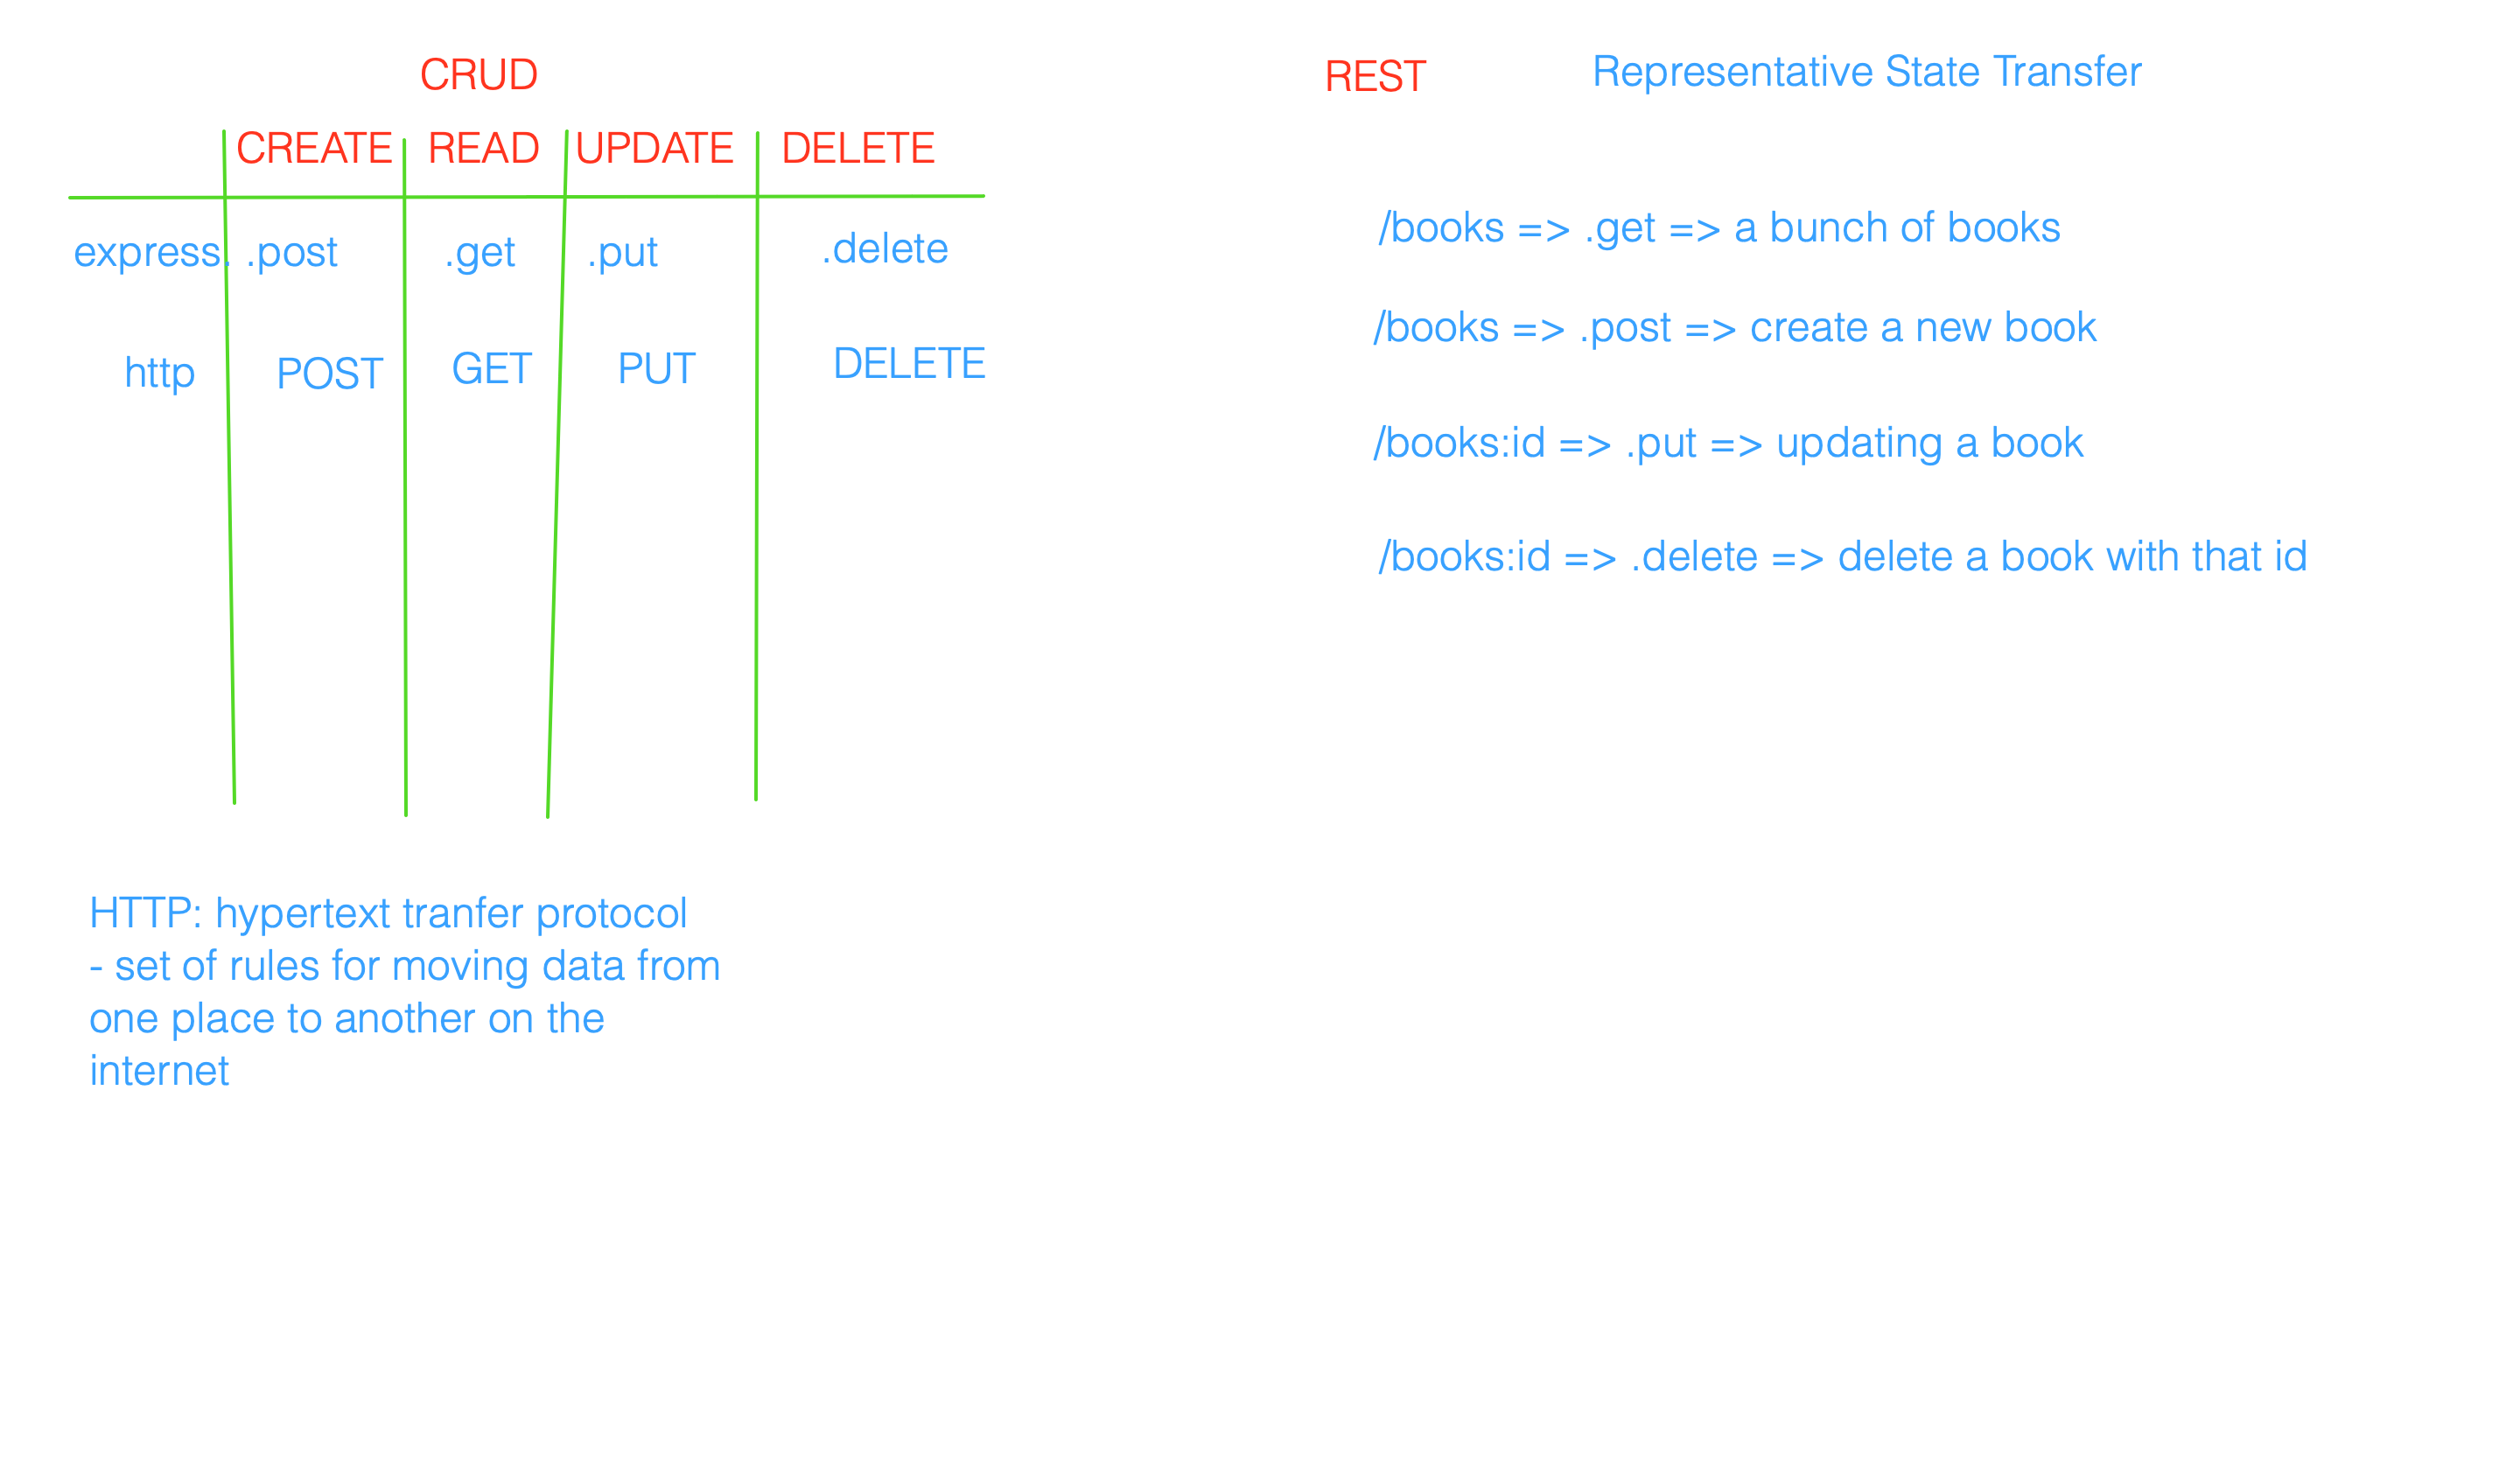 CRUD
CREATE READ UPDATE DELETE
express. .post .get .put .delete
http POST GET PUT DELETE
HTTP: hypertext tranfer protocol
- set of rules for moving data from
one place to another on the
internet
REST Representative State Transfer
/books => .get => a bunch of books
/books => .post => create a new book
/books:id => .put => updating a book
/books:id => .delete => delete a book with that id